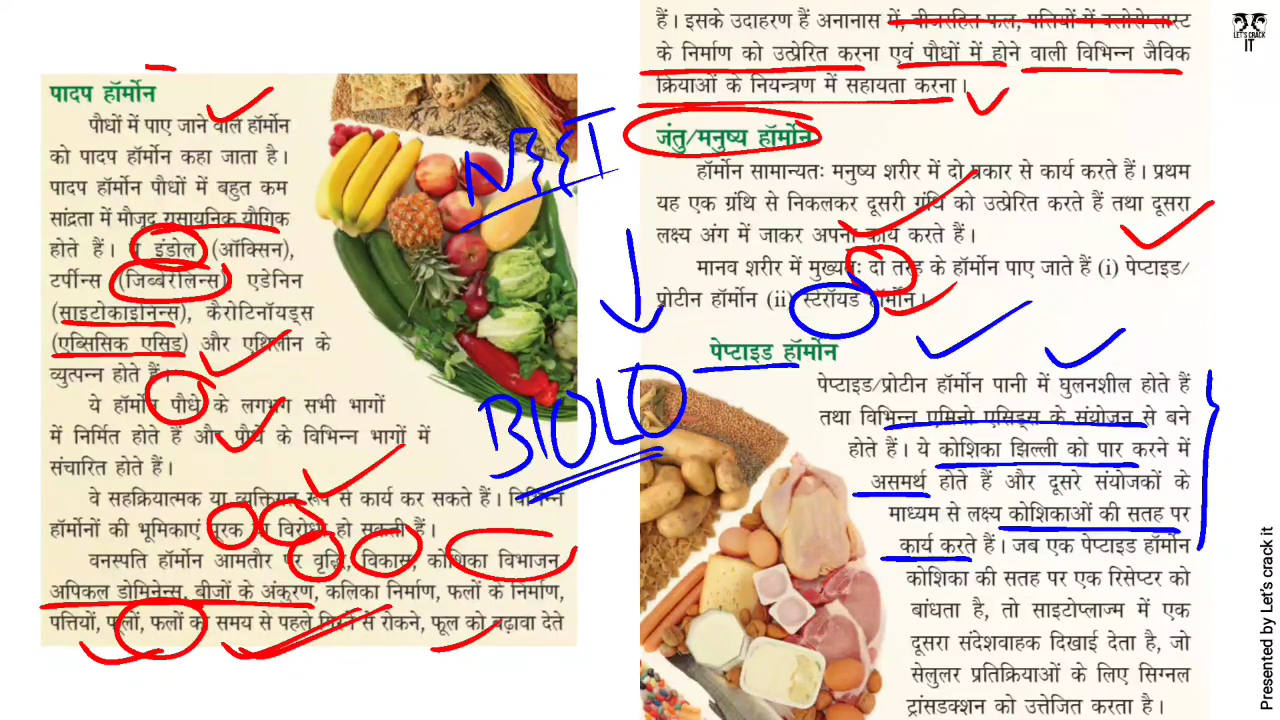 पादप हॉर्मोन
पौधों में पाए जाने वाले हॉर्मोन
को पादप हॉर्मोन कहा जाता है।
पादप हॉर्मोन पौधों में बहुत कम
सांद्रता में मौजूद रासायनिक यौगिक
होते हैं। ये इंडोल (ऑक्सिन),
टर्पीन्स (जिब्बेरेलिन्स) एडेनिन
(साइटोकाइनिन्स), कैरोटिनॉयड्स
(एब्सिसिक एसिड) और एथिलीन के
व्युत्पन्न होते हैं।
ये हॉर्मोन पौधे के लगभग सभी भागों
में निर्मित होते हैं और पौधे के विभिन्न भागों में
संचारित होते हैं।
वे सहक्रियात्मक या व्यक्तिगत रूप से कार्य कर सकते हैं। विभिन्न
हॉर्मोनों की भूमिकाएं पूरक या विरोधी हो सकती हैं।
वनस्पति हॉर्मोन आमतौर पर वृद्धि, विकास, कोशिका विभाजन,
अपिकल डोमिनेन्स, बीजों के अंकुरण, कलिका निर्माण, फलों के निर्माण,
पत्तियों, फूलों, फलों के समय से पहले गिरने से रोकने, फूल को बढ़ावा देते
NEET
BIOLO
हैं। इसके उदाहरण हैं अनानास में, बीजरहित फल, पत्तियों में क्लोरोप्लास्ट
के निर्माण को उत्प्रेरित करना एवं पौधों में होने वाली विभिन्न जैविक
क्रियाओं के नियन्त्रण में सहायता करना।
जंतु/मनुष्य हॉर्मोन
हॉर्मोन सामान्यतः मनुष्य शरीर में दो प्रकार से कार्य करते हैं। प्रथम
यह एक ग्रंथि से निकलकर दूसरी ग्रंथि को उत्प्रेरित करते हैं तथा दूसरा
लक्ष्य अंग में जाकर अपना कार्य करते हैं।
मानव शरीर में मुख्यतः दो तरह के हॉर्मोन पाए जाते हैं (i) पेप्टाइड/
प्रोटीन हॉर्मोन (ii) स्टेरॉयड हॉर्मोन।
पेप्टाइड हॉर्मोन
पेप्टाइड/प्रोटीन हॉर्मोन पानी में घुलनशील होते हैं
तथा विभिन्न एमिनो एसिड्स के संयोजन से बने
होते हैं। ये कोशिका झिल्ली को पार करने में
असमर्थ होते हैं और दूसरे संयोजकों के
माध्यम से लक्ष्य कोशिकाओं की सतह पर
कार्य करते हैं। जब एक पेप्टाइड हॉर्मोन
कोशिका की सतह पर एक रिसेप्टर को
बांधता है, तो साइटोप्लाज्म में एक
दूसरा संदेशवाहक दिखाई देता है, जो
सेलुलर प्रतिक्रियाओं के लिए सिग्नल
ट्रांसडक्शन को उत्तेजित करता है।
LET'S CRACK
IT
Presented by Let's crack it